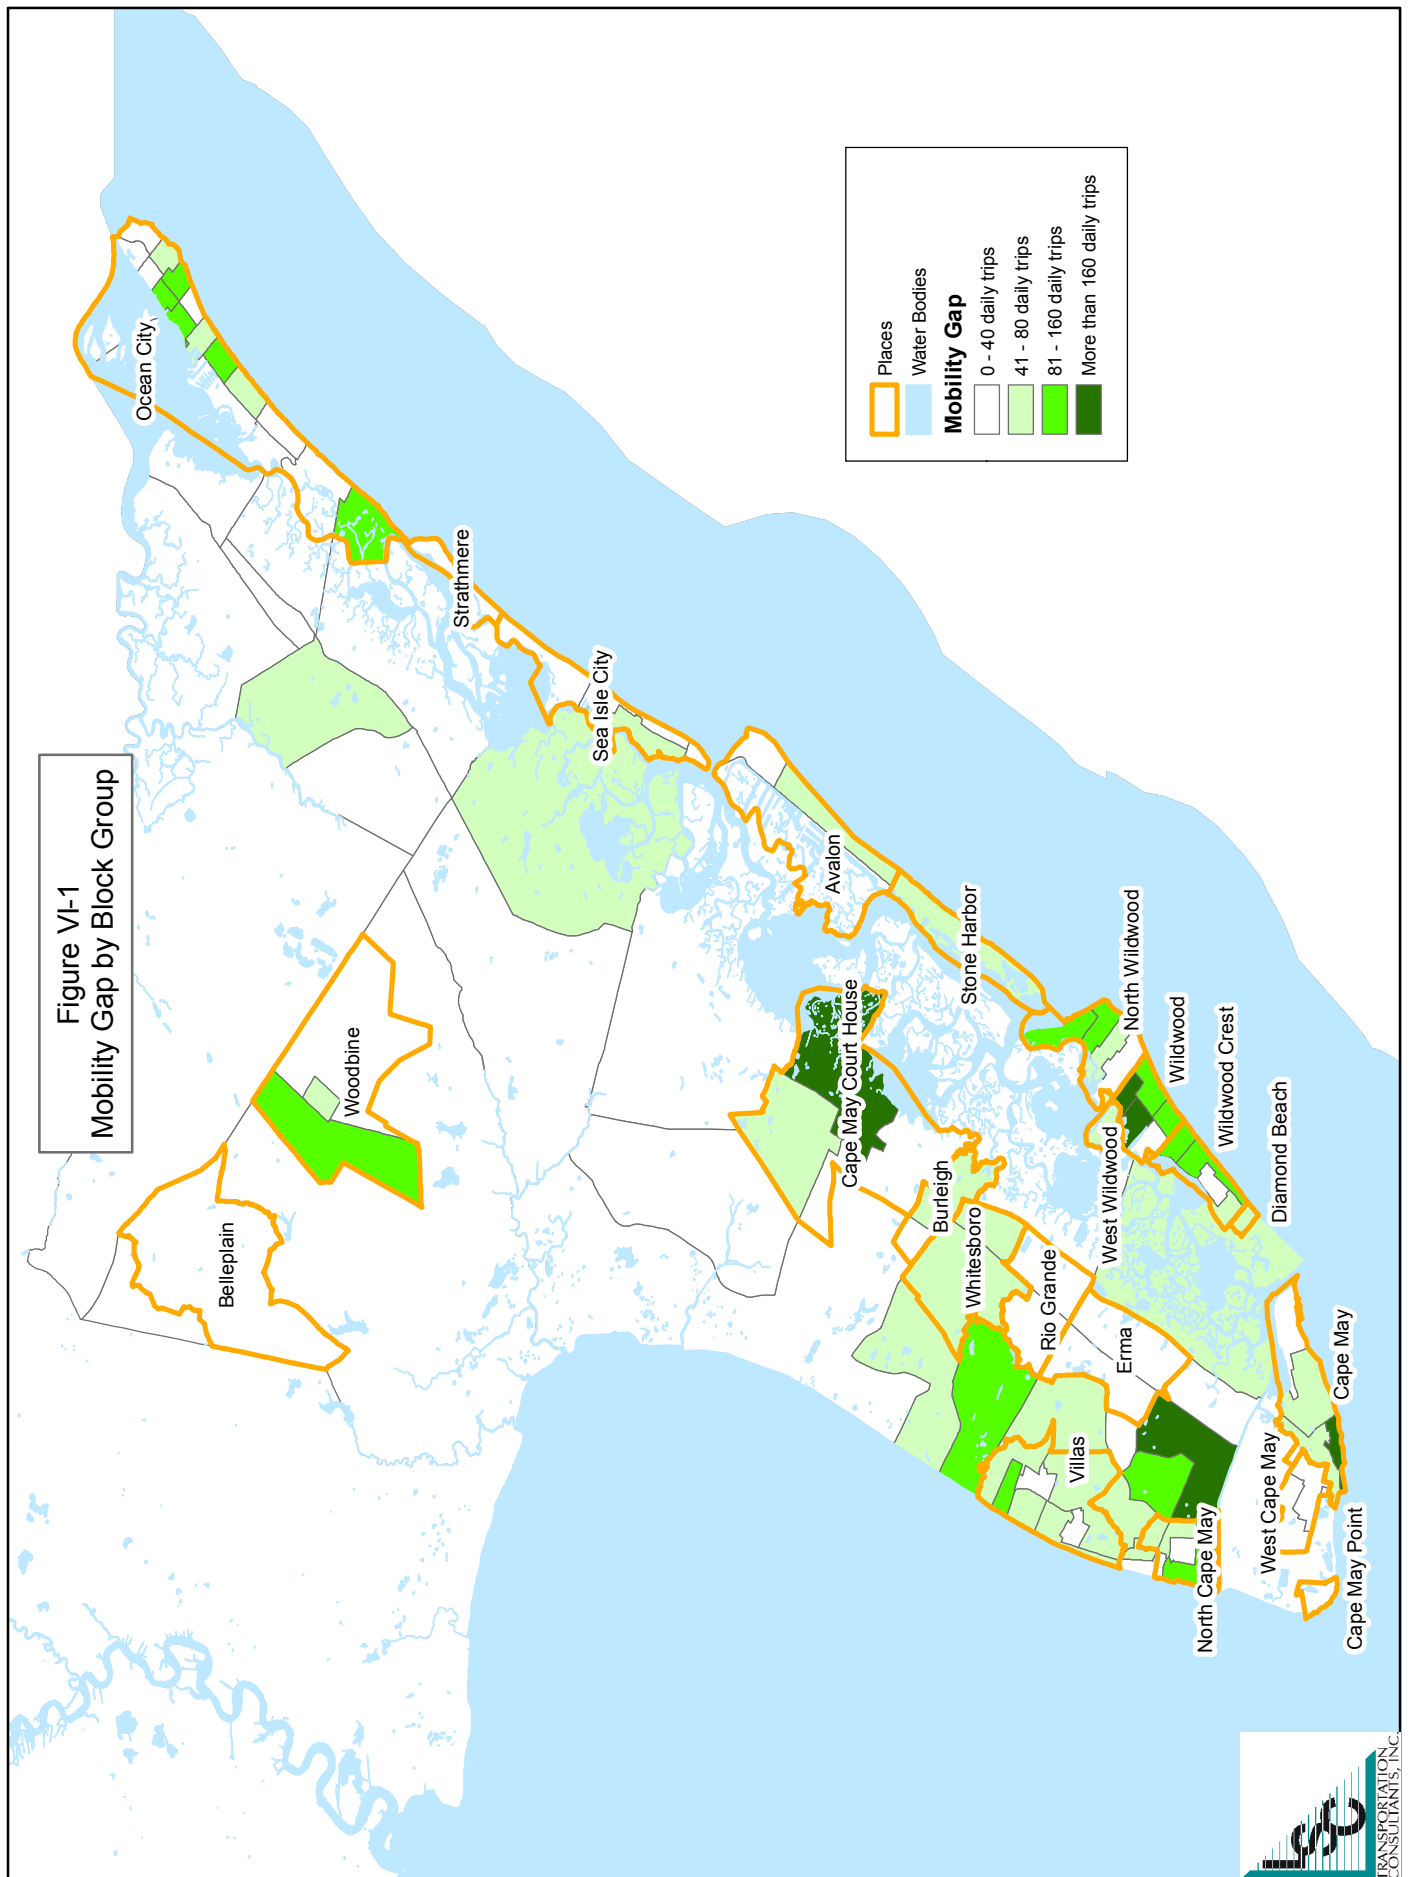 Figure VI-1
Mobility Gap by Block Group
Ocean City
Strathmere
Sea Isle City
Avalon
Stone Harbor
Woodbine
Belleplain
Cape May Court House
North Wildwood
Wildwood
Wildwood Crest
Diamond Beach
West Wildwood
Burleigh
Whitesboro
Rio Grande
Erma
Villas
North Cape May
West Cape May
Cape May
Cape May Point
Places
Water Bodies
Mobility Gap
0 - 40 daily trips
41 - 80 daily trips
81 - 160 daily trips
More than 160 daily trips
LSC
TRANSPORTATION
CONSULTANTS, INC.